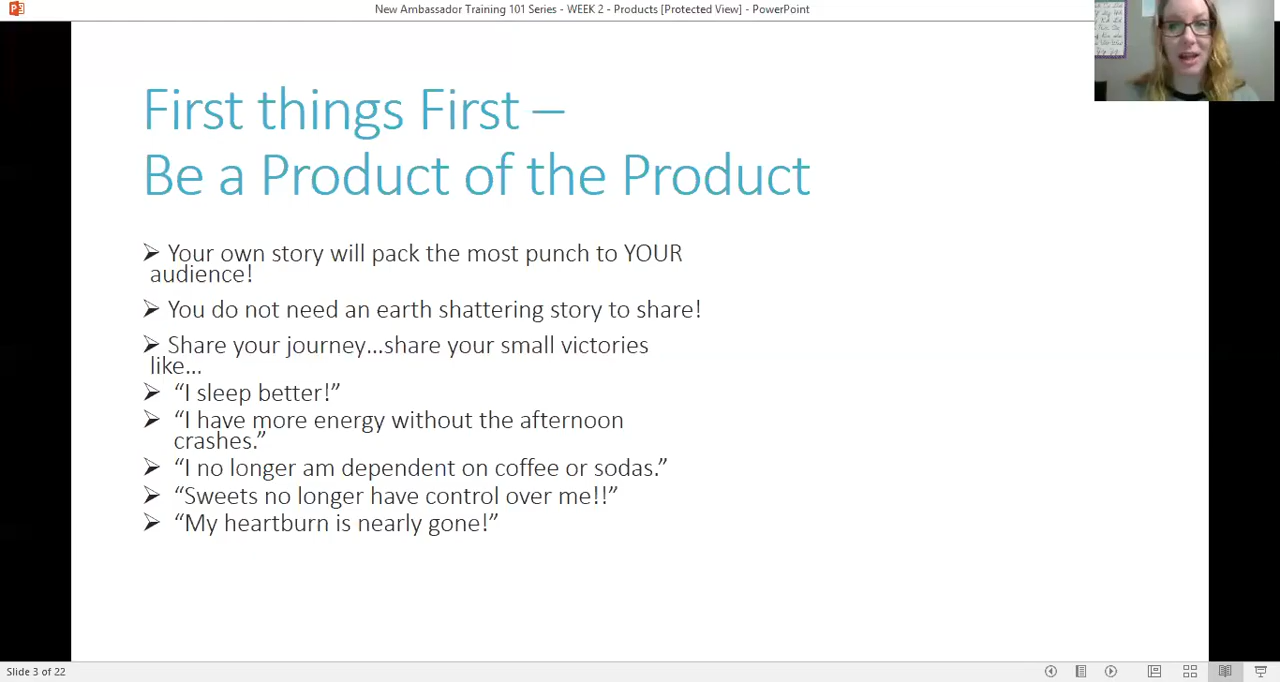 New Ambassador Training 101 Series - WEEK 2 - Products [Protected View] - PowerPoint
First things First –
Be a Product of the Product
➢ Your own story will pack the most punch to YOUR
audience!
➢ You do not need an earth shattering story to share!
➢ Share your journey...share your small victories
like...
➢ “I sleep better!”
➢ “I have more energy without the afternoon
crashes.”
➢ “I no longer am dependent on coffee or sodas.”
➢ “Sweets no longer have control over me!!”
➢ “My heartburn is nearly gone!”
Slide 3 of 22